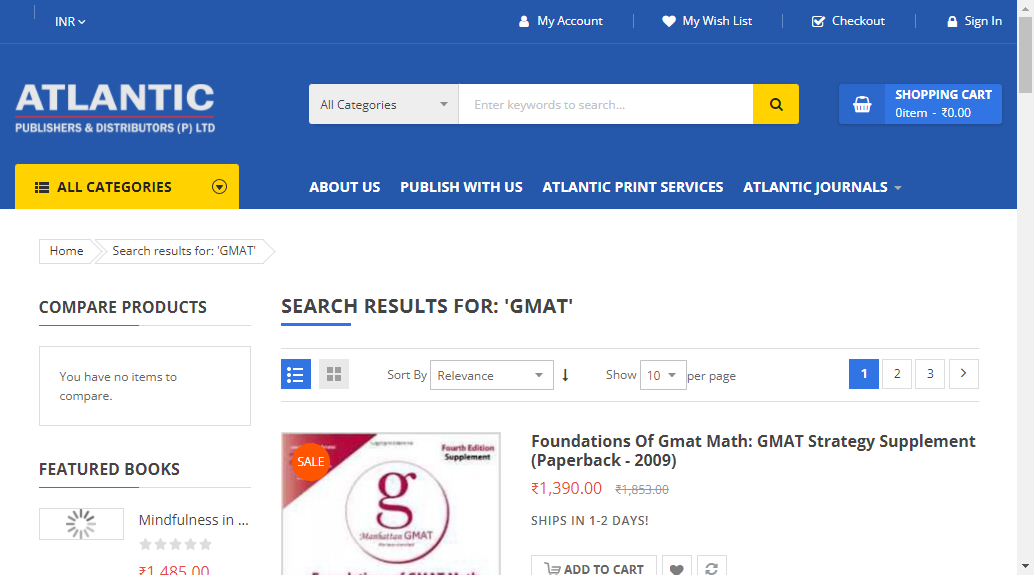 INR
My Account
My Wish List
Checkout
Sign In
ATLANTIC
PUBLISHERS & DISTRIBUTORS (P) LTD
All Categories
Enter keywords to search...
SHOPPING CART
0item - ₹0.00
ALL CATEGORIES
ABOUT US
PUBLISH WITH US
ATLANTIC PRINT SERVICES
ATLANTIC JOURNALS
Home
Search results for: 'GMAT'
COMPARE PRODUCTS
You have no items to
compare.
FEATURED BOOKS
Mindfulness in ...
₹1,485.00
SEARCH RESULTS FOR: 'GMAT'
Sort By
Relevance
Show
10
per page
1
2
3
SALE
Fourth Edition
Supplement
g
Manhattan GMAT
Foundations of GMAT Math
Foundations Of Gmat Math: GMAT Strategy Supplement
(Paperback - 2009)
₹1,390.00 ₹1,853.00
SHIPS IN 1-2 DAYS!
ADD TO CART